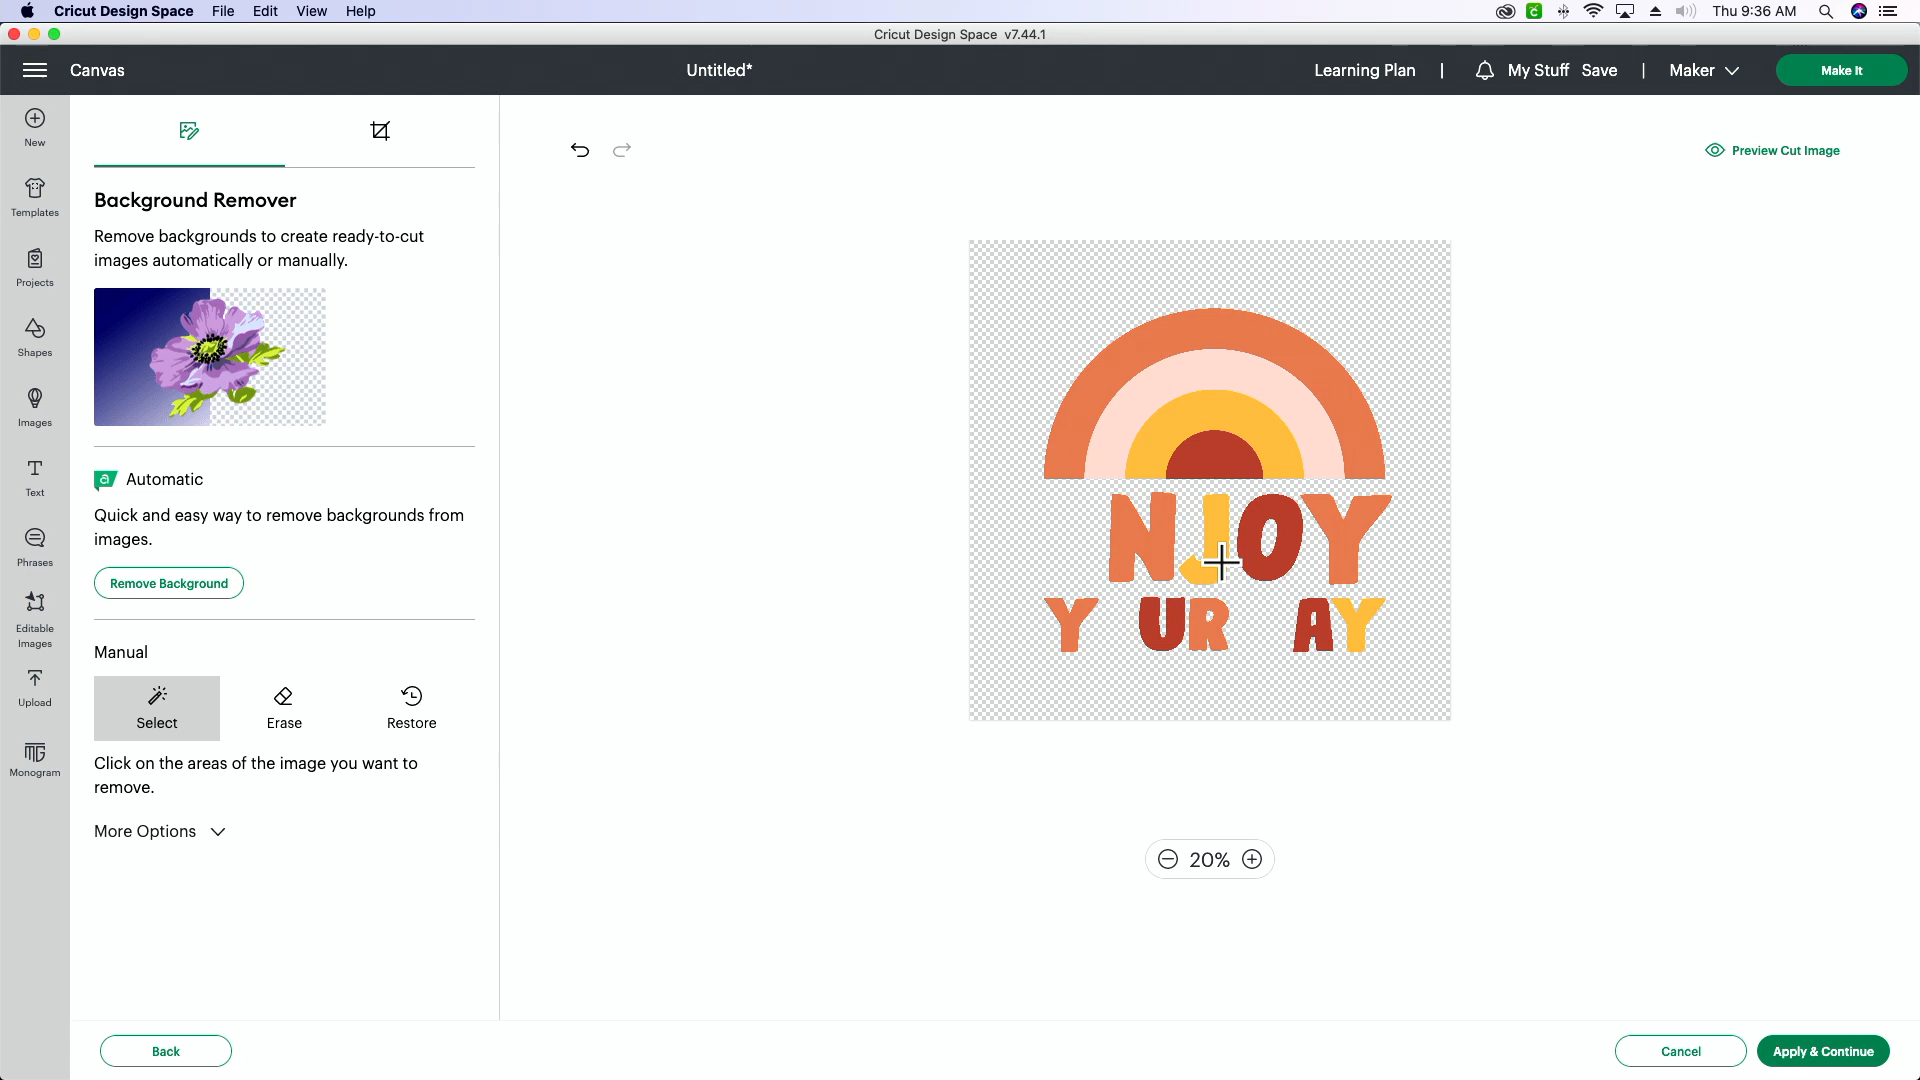 Cricut Design Space File Edit View Help Thu 9:36 AM
Cricut Design Space v7.44.1
Canvas Untitled* Learning Plan | My Stuff Save | Maker Make It
New
Templates
Projects
Shapes
Images
Text
Phrases
Editable
Images
Upload
Monogram
Background Remover
Remove backgrounds to create ready-to-cut
images automatically or manually.
a Automatic
Quick and easy way to remove backgrounds from
images.
Remove Background
Manual
Select Erase Restore
Click on the areas of the image you want to
remove.
More Options
Preview Cut Image
NJOY
Y UR AY
20%
Back Cancel Apply & Continue